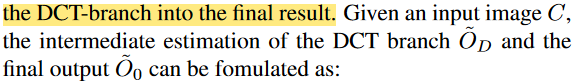 the DCT-branch into the final result. Given an input image C,
the intermediate estimation of the DCT branch Õ_D and the
final output Õ_0 can be fomulated as: